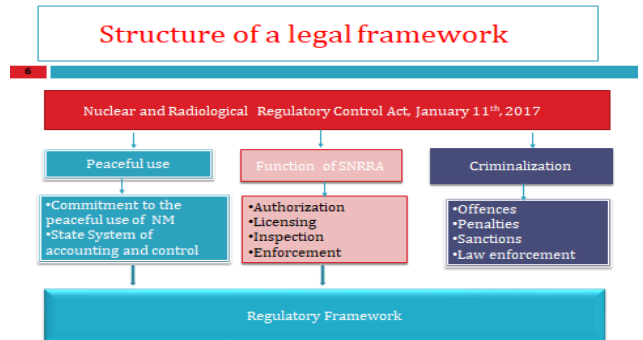 Structure of a legal framework
6
Nuclear and Radiological Regulatory Control Act, January 11th, 2017
Peaceful use
Function of SNRRA
Criminalization
•Commitment to the
peaceful use of NM
•State System of
accounting and control
•Authorization
•Licensing
•Inspection
•Enforcement
•Offences
•Penalties
•Sanctions
•Law enforcement
Regulatory Framework